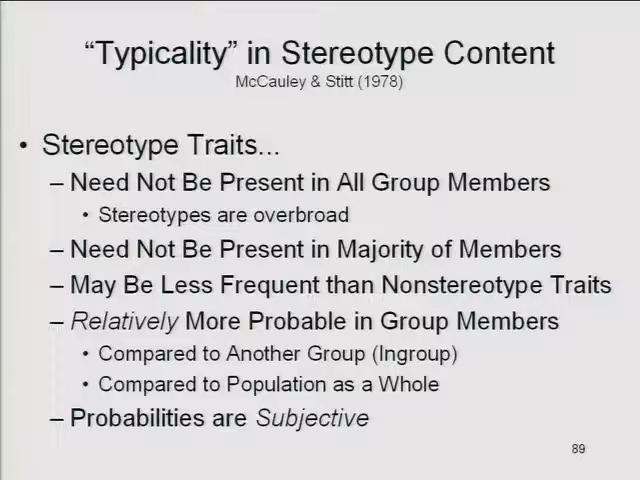 “Typicality” in Stereotype Content
McCauley & Stitt (1978)
• Stereotype Traits...
– Need Not Be Present in All Group Members
• Stereotypes are overbroad
– Need Not Be Present in Majority of Members
– May Be Less Frequent than Nonstereotype Traits
– Relatively More Probable in Group Members
• Compared to Another Group (Ingroup)
• Compared to Population as a Whole
– Probabilities are Subjective
89